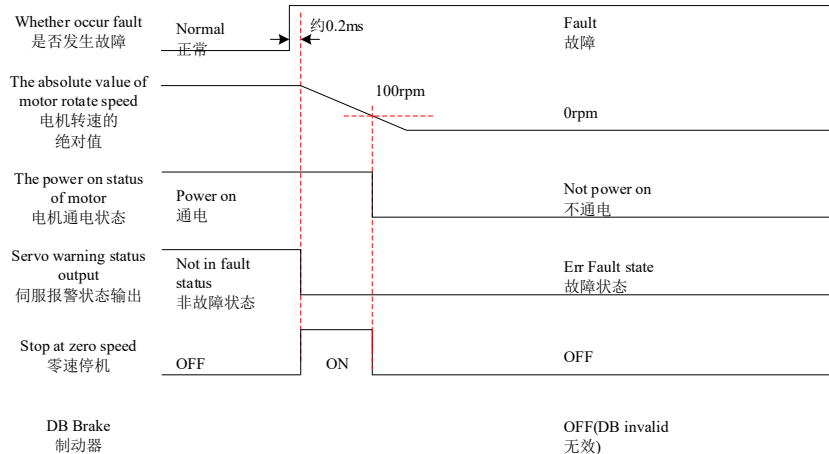 Whether occur fault
是否发生故障
Normal
正常
约0.2ms
Fault
故障
The absolute value of
motor rotate speed
电机转速的
绝对值
100rpm
0rpm
The power on status
of motor
电机通电状态
Power on
通电
Not power on
不通电
Servo warning status
output
伺服报警状态输出
Not in fault
status
非故障状态
Err Fault state
故障状态
Stop at zero speed
零速停机
OFF
ON
OFF
DB Brake
制动器
OFF(DB invalid
无效)